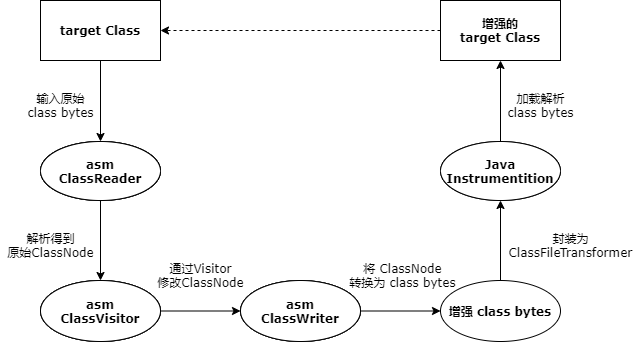 target Class
增强的
target Class
输入原始
class bytes
加载解析
class bytes
asm
ClassReader
Java
Instrumentition
解析得到
原始ClassNode
封装为
ClassFileTransformer
通过Visitor
修改ClassNode
将 ClassNode
转换为 class bytes
asm
ClassVisitor
asm
ClassWriter
增强 class bytes